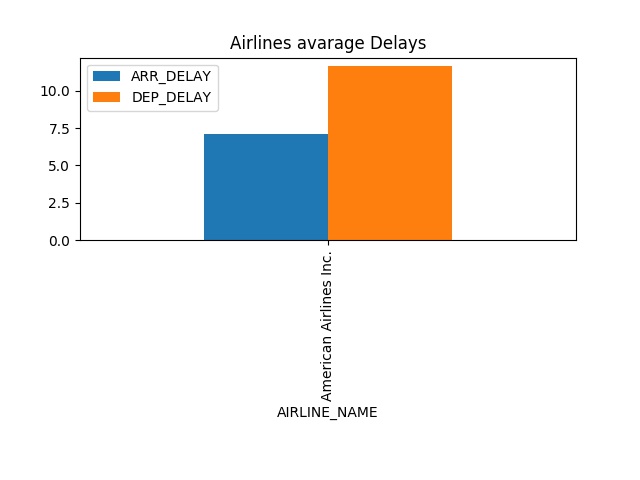 Airlines avarage Delays
ARR_DELAY
DEP_DELAY
10.0
7.5
5.0
2.5
0.0
American Airlines Inc.
AIRLINE_NAME